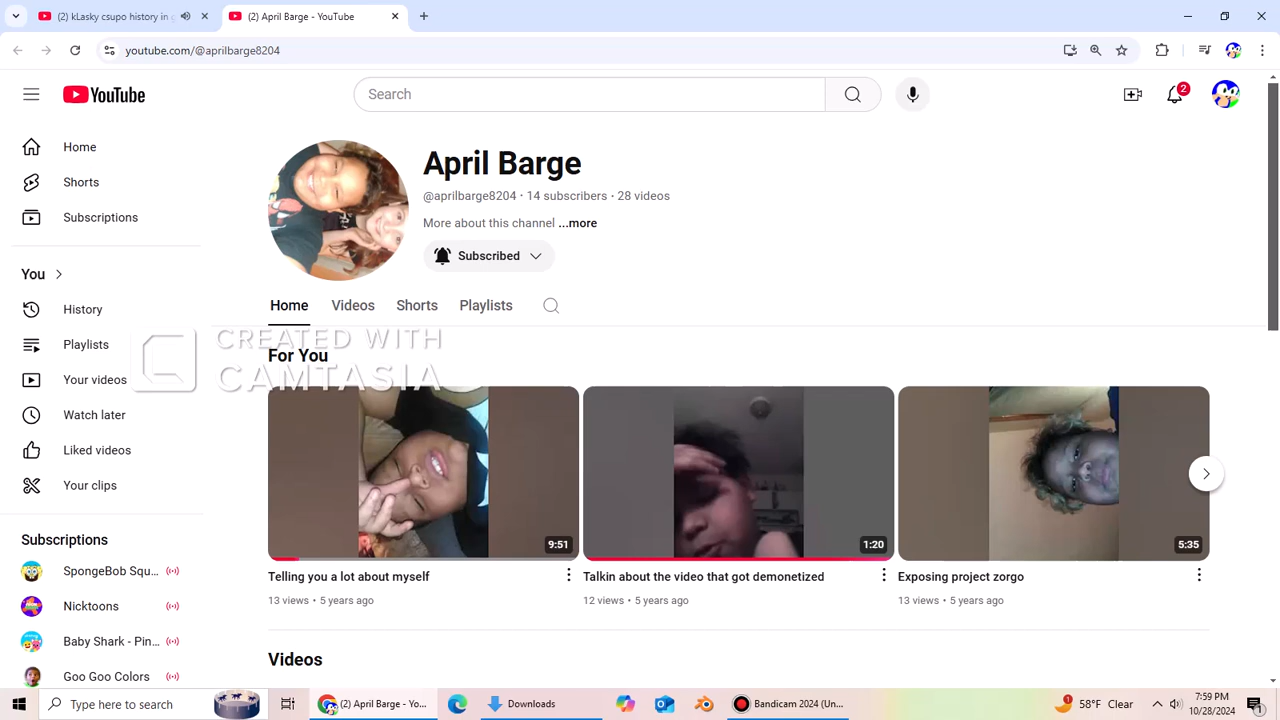 (2) kLasky csupo history in g
(2) April Barge - YouTube
youtube.com/@aprilbarge8204
YouTube
Search
2
Home
Shorts
Subscriptions
You
History
Playlists
Your videos
Watch later
Liked videos
Your clips
Subscriptions
SpongeBob Squ...
Nicktoons
Baby Shark - Pin...
Goo Goo Colors
April Barge
@aprilbarge8204 · 14 subscribers · 28 videos
More about this channel ...more
Subscribed
Home Videos Shorts Playlists
CREATED WITH
CAMTASIA
For You
9:51
1:20
5:35
Telling you a lot about myself
13 views • 5 years ago
Talkin about the video that got demonetized
12 views • 5 years ago
Exposing project zorgo
13 views • 5 years ago
Videos
Type here to search
(2) April Barge - Yo...
Downloads
Bandicam 2024 (Un...
1
58°F Clear
7:59 PM
10/28/2024
1